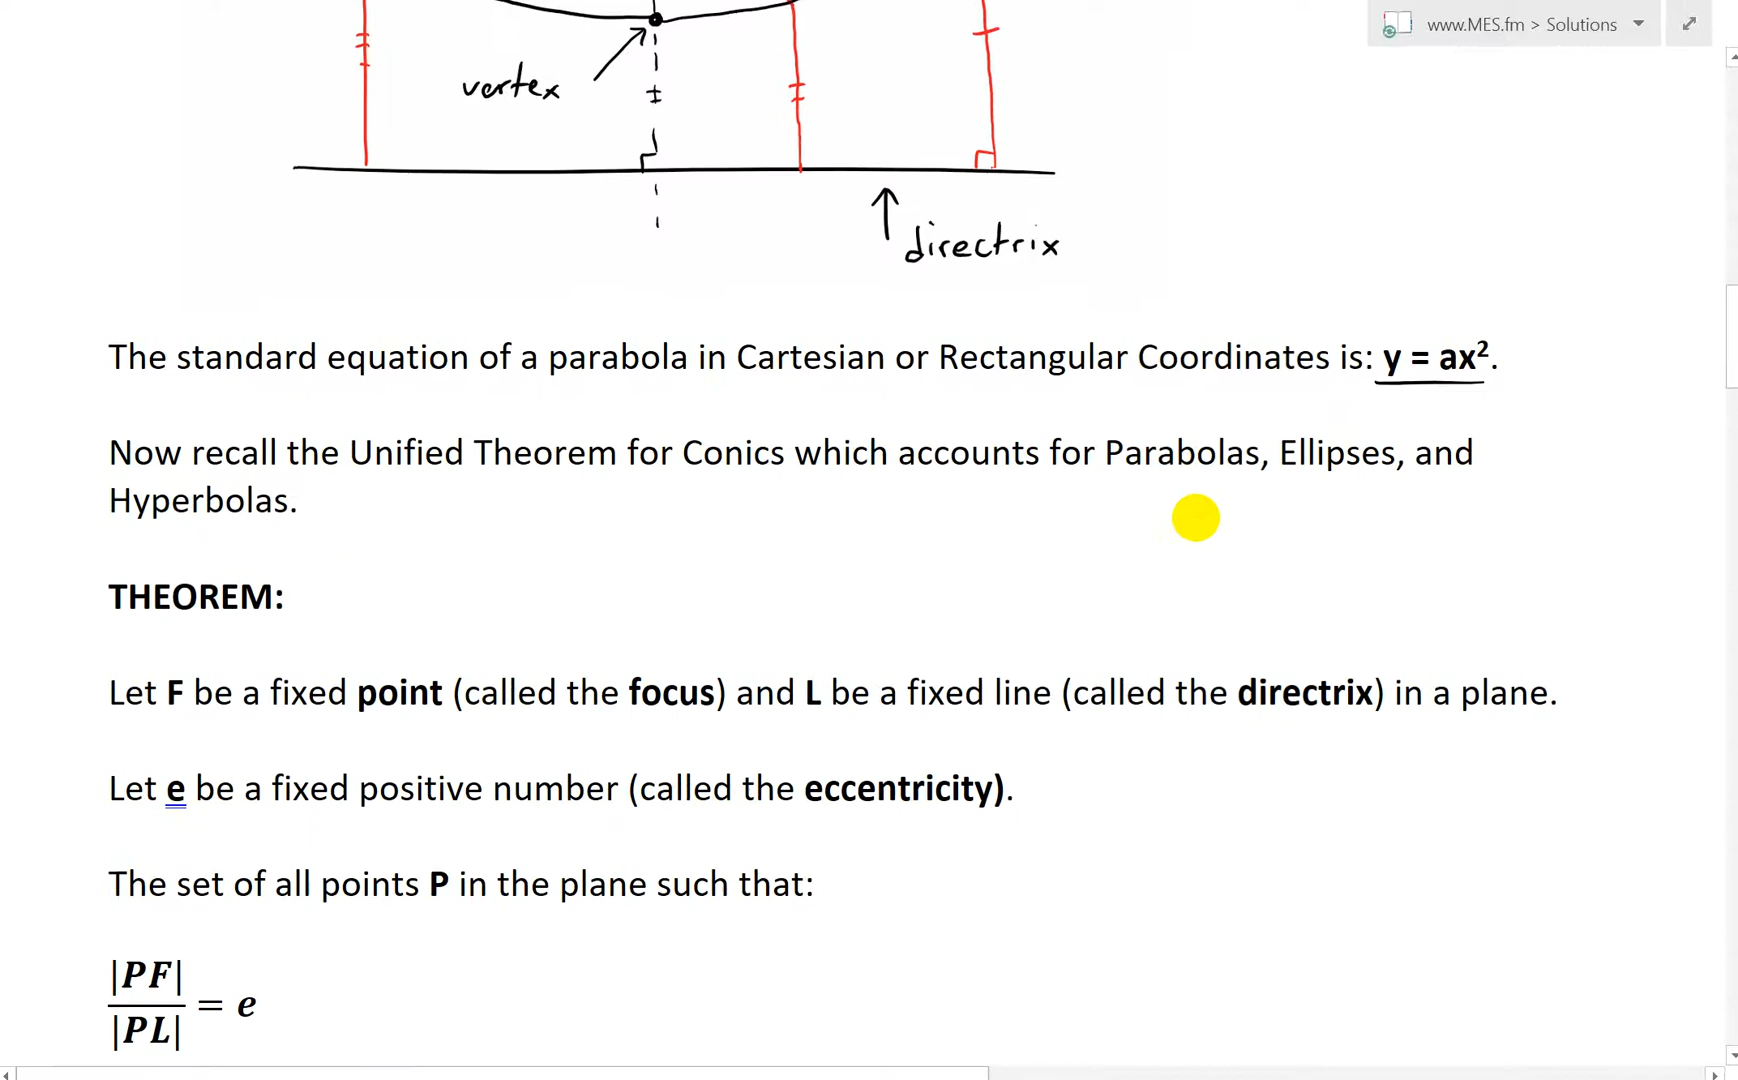 www.MES.fm > Solutions
vertex
directrix
The standard equation of a parabola in Cartesian or Rectangular Coordinates is: y = ax².
Now recall the Unified Theorem for Conics which accounts for Parabolas, Ellipses, and
Hyperbolas.
THEOREM:
Let F be a fixed point (called the focus) and L be a fixed line (called the directrix) in a plane.
Let e be a fixed positive number (called the eccentricity).
The set of all points P in the plane such that:
|PF|
|PL| = e